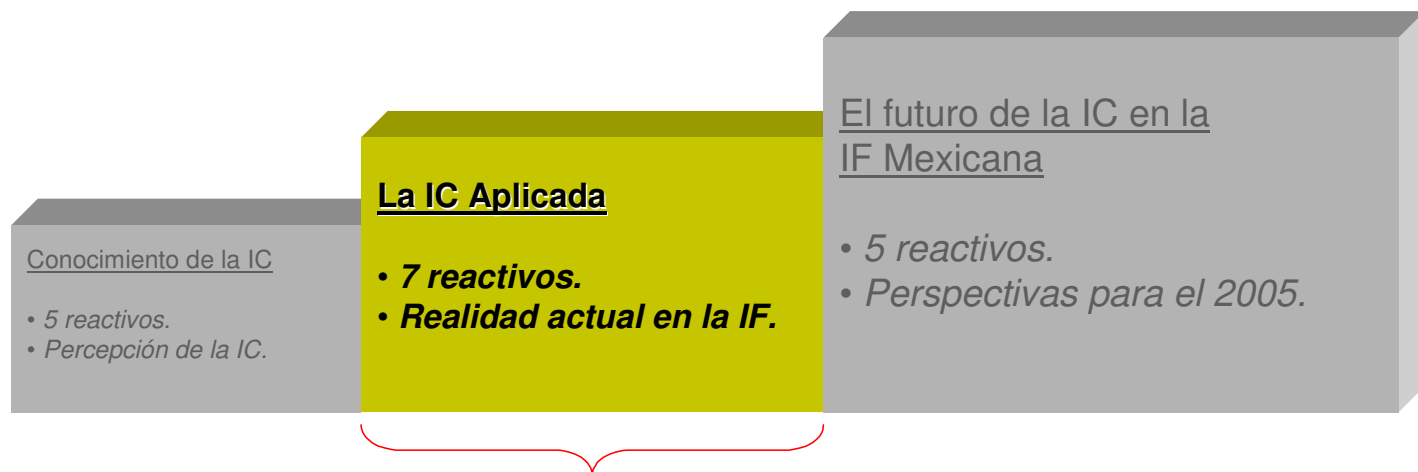 Conocimiento de la IC
• 5 reactivos.
• Percepción de la IC.
La IC Aplicada
• 7 reactivos.
• Realidad actual en la IF.
El futuro de la IC en la
IF Mexicana
• 5 reactivos.
• Perspectivas para el 2005.